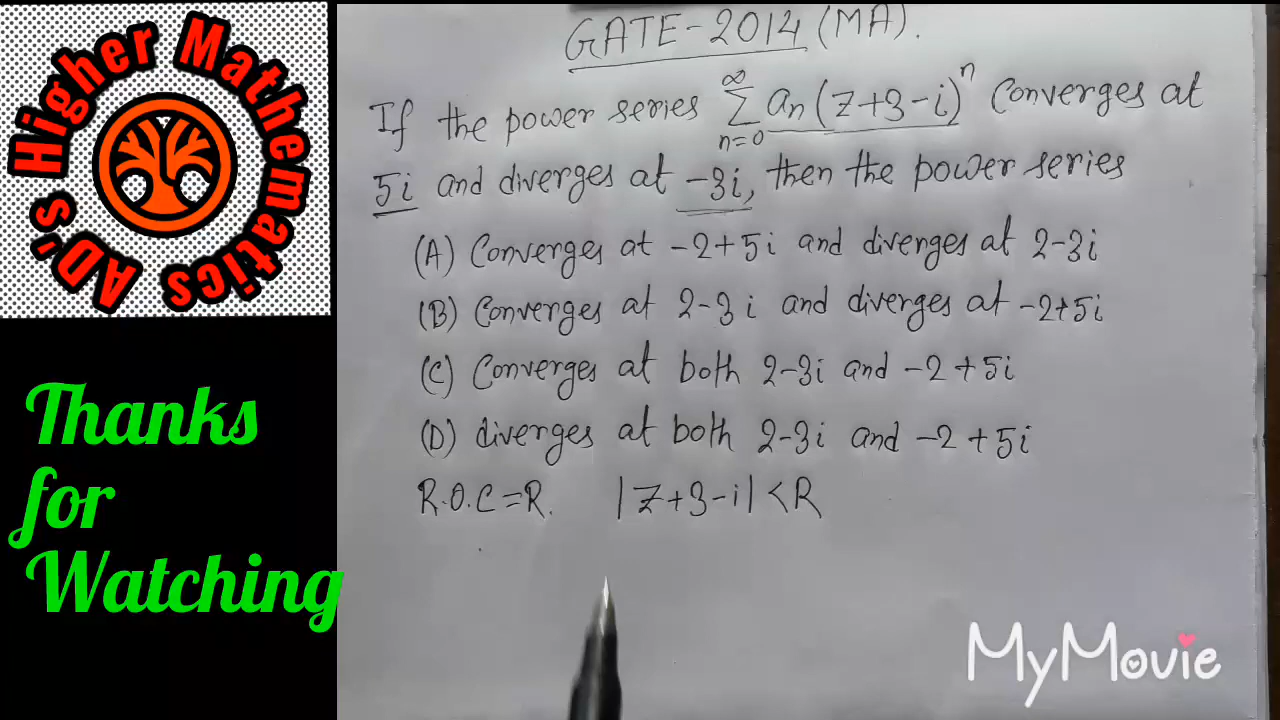 AD's Higher Mathematics
Thanks
for
Watching
GATE-2014 (MA).
If the power series ∞∑n=0 an (z+3-i)^n Converges at
5i and diverges at -3i, then the power series
(A) Converges at -2+5i and diverges at 2-3i
(B) Converges at 2-3i and diverges at -2+5i
(C) Converges at both 2-3i and -2+5i
(D) diverges at both 2-3i and -2+5i
R.O.C=R. |z+3-i|<R
MyMovie